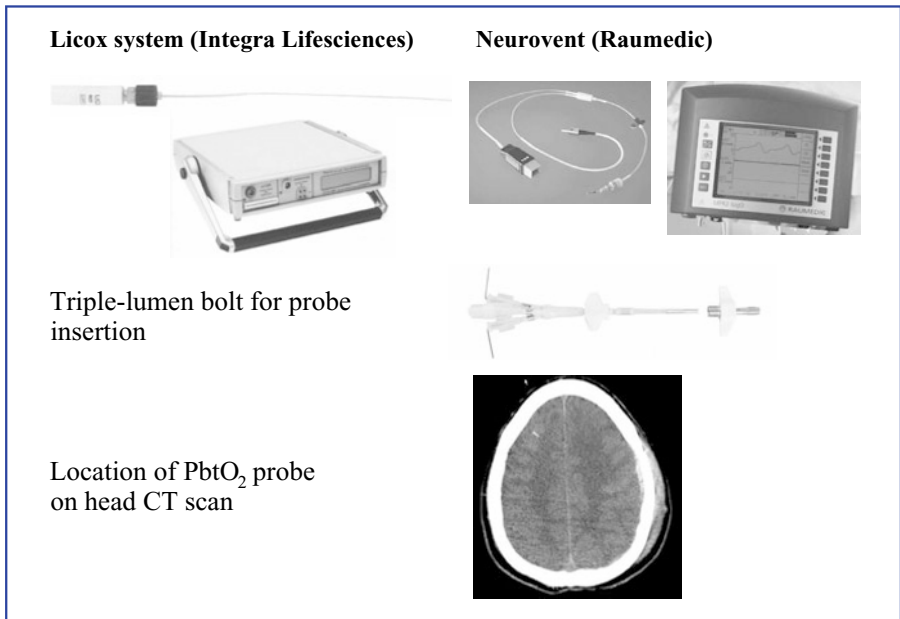 Licox system (Integra Lifesciences)
Neurovent (Raumedic)
RAUMEDIC
Triple-lumen bolt for probe
insertion
Location of PbtO₂ probe
on head CT scan